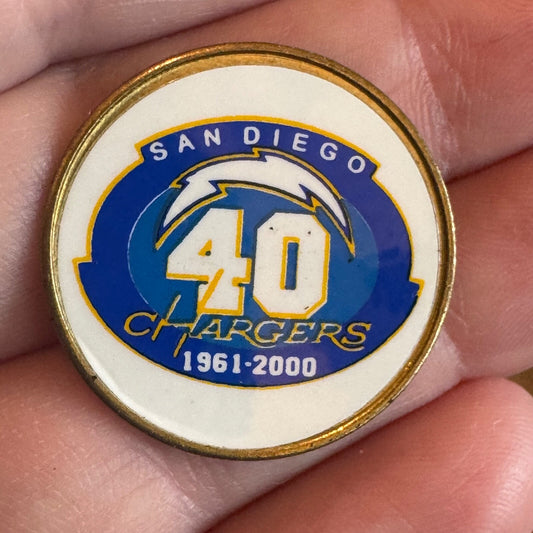 SAN DIEGO
40
CHARGERS
1961-2000